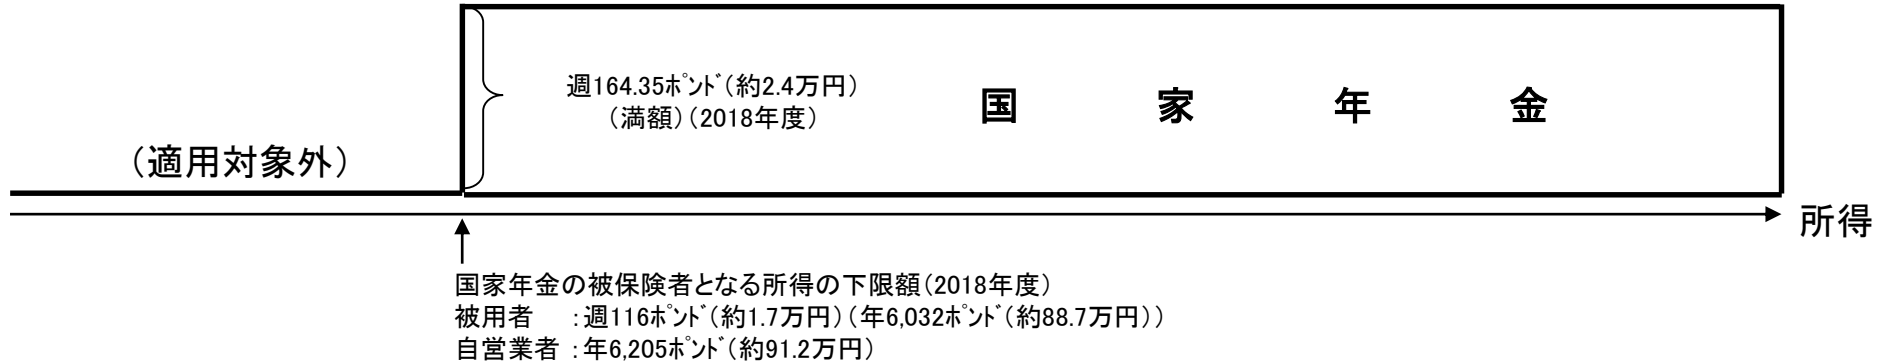 週164.35ﾎﾟﾝﾄﾞ(約2.4万円)
(満額)(2018年度)
国家年金
(適用対象外)
所得
国家年金の被保険者となる所得の下限額(2018年度)
被用者 :週116ﾎﾟﾝﾄﾞ(約1.7万円)(年6,032ﾎﾟﾝﾄﾞ(約88.7万円))
自営業者 :年6,205ﾎﾟﾝﾄﾞ(約91.2万円)